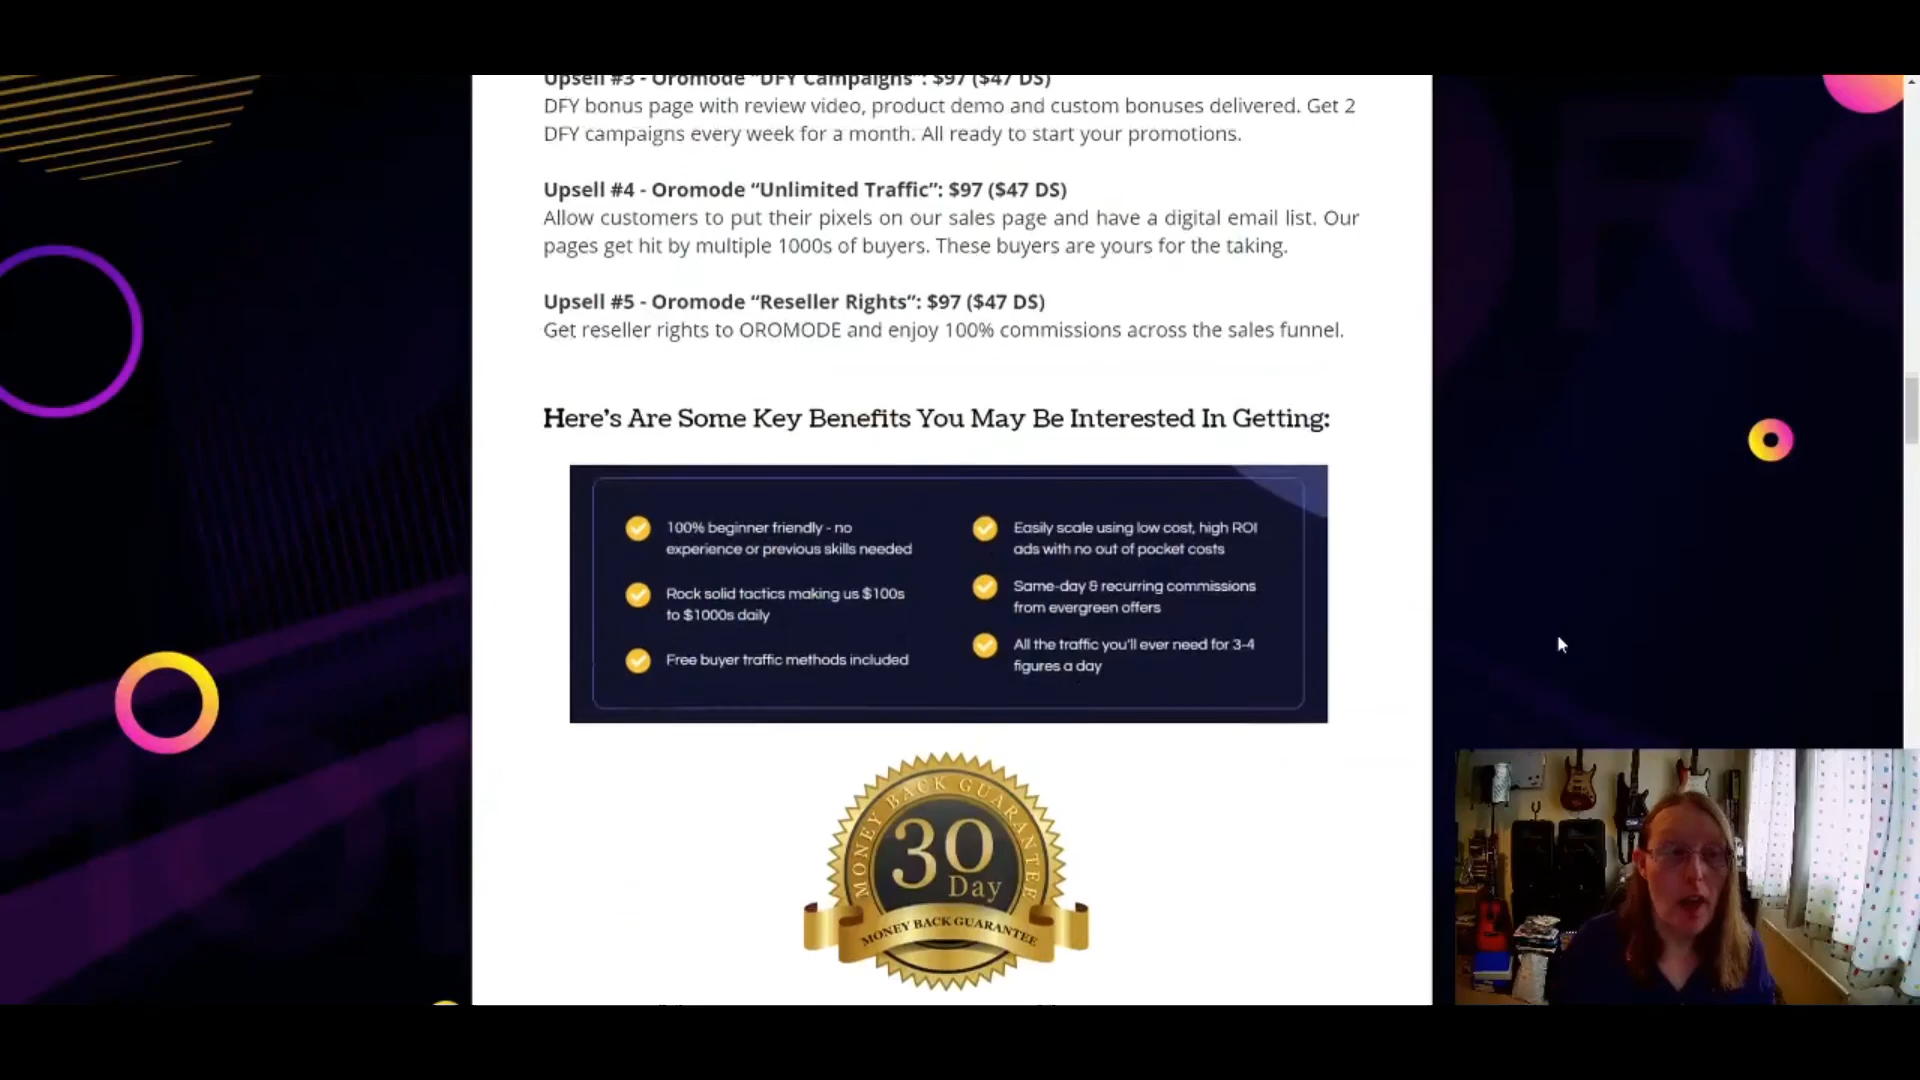 Upsell #3 - Oromode “DFY Campaigns”: $97 ($47 DS)
DFY bonus page with review video, product demo and custom bonuses delivered. Get 2
DFY campaigns every week for a month. All ready to start your promotions.
Upsell #4 - Oromode “Unlimited Traffic”: $97 ($47 DS)
Allow customers to put their pixels on our sales page and have a digital email list. Our
pages get hit by multiple 1000s of buyers. These buyers are yours for the taking.
Upsell #5 - Oromode “Reseller Rights”: $97 ($47 DS)
Get reseller rights to OROMODE and enjoy 100% commissions across the sales funnel.
Here’s Are Some Key Benefits You May Be Interested In Getting:
100% beginner friendly - no
experience or previous skills needed
Rock solid tactics making us $100s
to $1000s daily
Free buyer traffic methods included
Easily scale using low cost, high ROI
ads with no out of pocket costs
Same-day & recurring commissions
from evergreen offers
All the traffic you'll ever need for 3-4
figures a day
MONEY BACK GUARANTEE
30
Day
MONEY BACK GUARANTEE